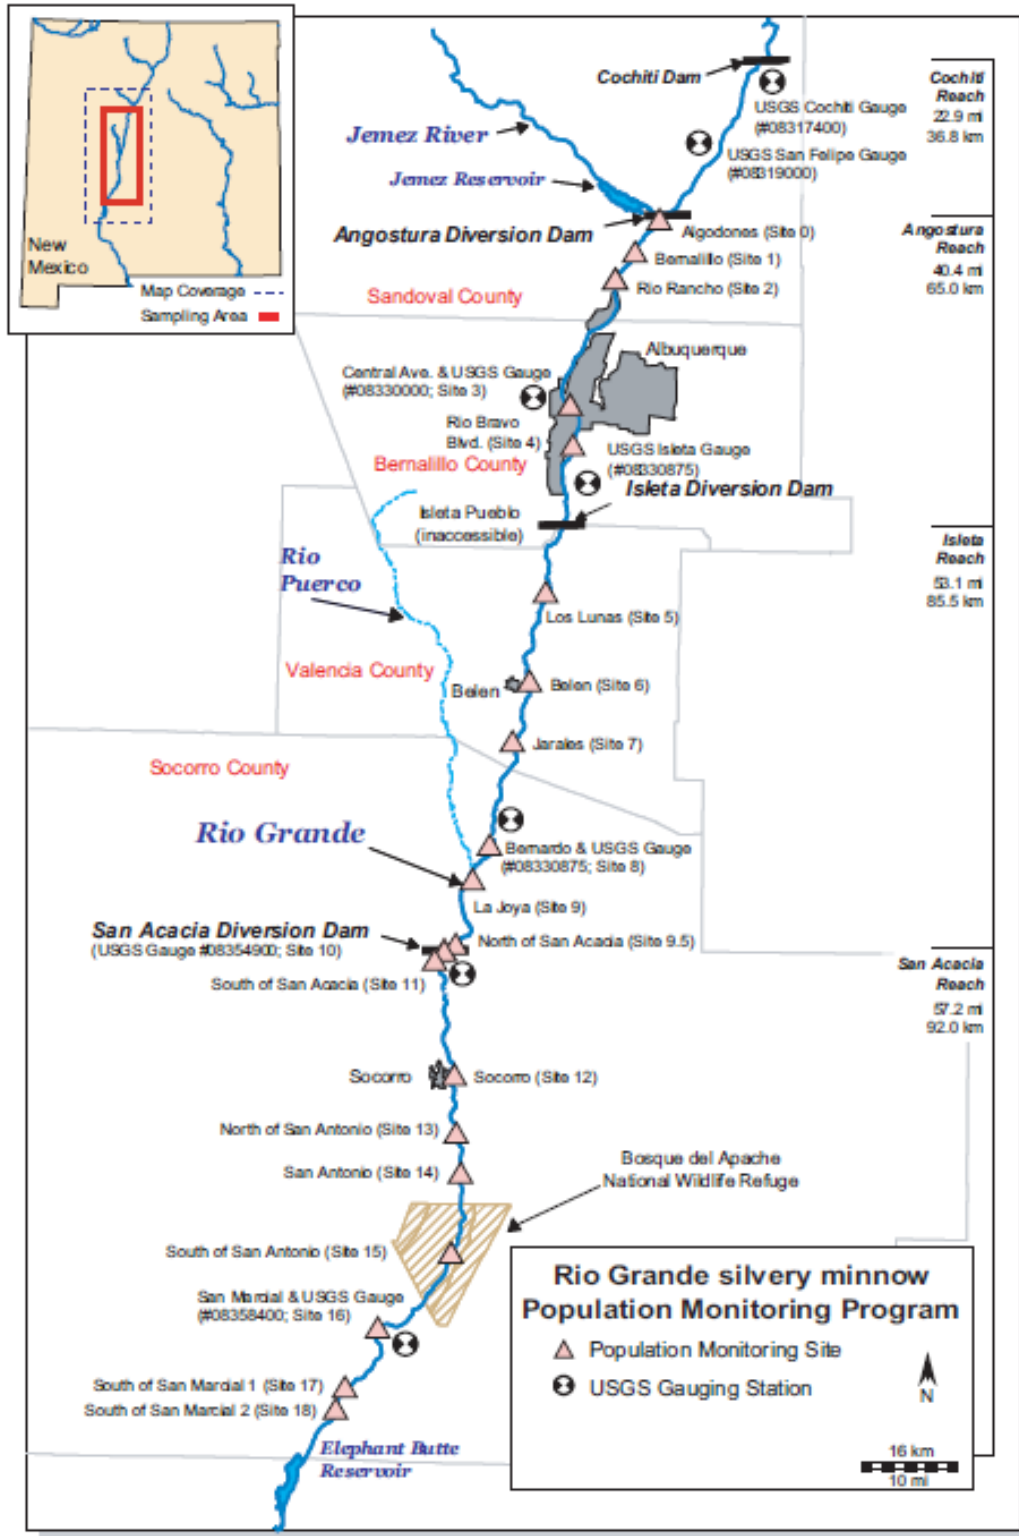 New
Mexico
Map Coverage
Sampling Area
Cochiti Dam
USGS Cochiti Gauge
(#08317400)
Cochiti
Reach
22.9 mi
36.8 km
Jemez River
USGS San Felipe Gauge
(#08319000)
Jemez Reservoir
Angostura Diversion Dam
Algodones (Site 0)
Angostura
Reach
40.4 mi
65.0 km
Bernalillo (Site 1)
Rio Rancho (Site 2)
Sandoval County
Albuquerque
Central Ave. & USGS Gauge
(#08330000; Site 3)
Rio Bravo
Blvd. (Site 4)
USGS Isleta Gauge
(#08330875)
Bernalillo County
Isleta Diversion Dam
Isleta Pueblo
(inaccessible)
Isleta
Reach
53.1 mi
85.5 km
Rio
Puerco
Los Lunas (Site 5)
Valencia County
Belen
Belen (Site 6)
Jarales (Site 7)
Socorro County
Rio Grande
Bernardo & USGS Gauge
(#08330875; Site 8)
La Joya (Site 9)
San Acacia Diversion Dam
(USGS Gauge #08354900; Site 10)
North of San Acacia (Site 9.5)
South of San Acacia (Site 11)
San Acacia
Reach
57.2 mi
92.0 km
Socorro
Socorro (Site 12)
North of San Antonio (Site 13)
San Antonio (Site 14)
Bosque del Apache
National Wildlife Refuge
South of San Antonio (Site 15)
San Marcial & USGS Gauge
(#08358400; Site 16)
South of San Marcial 1 (Site 17)
South of San Marcial 2 (Site 18)
Elephant Butte
Reservoir
Rio Grande silvery minnow
Population Monitoring Program
Population Monitoring Site
USGS Gauging Station
N
16 km
10 mi